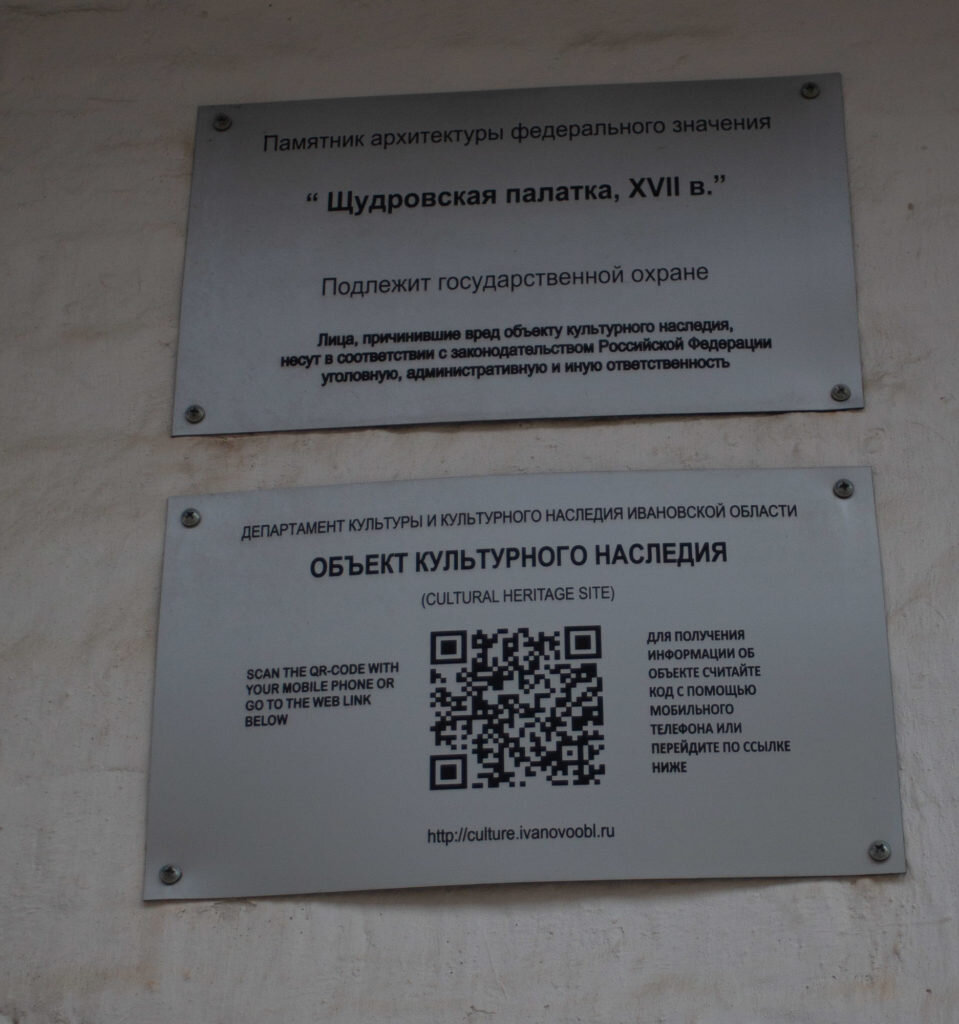 Памятник архитектуры федерального значения
“ Щудровская палатка, XVII в.”
Подлежит государственной охране
Лица, причинившие вред объекту культурного наследия,
несут в соответствии с законодательством Российской Федерации
уголовную, административную и иную ответственность
ДЕПАРТАМЕНТ КУЛЬТУРЫ И КУЛЬТУРНОГО НАСЛЕДИЯ ИВАНОВСКОЙ ОБЛАСТИ
ОБЪЕКТ КУЛЬТУРНОГО НАСЛЕДИЯ
(CULTURAL HERITAGE SITE)
SCAN THE QR-CODE WITH
YOUR MOBILE PHONE OR
GO TO THE WEB LINK
BELOW
ДЛЯ ПОЛУЧЕНИЯ
ИНФОРМАЦИИ ОБ
ОБЪЕКТЕ СЧИТАЙТЕ
КОД С ПОМОЩЬЮ
МОБИЛЬНОГО
ТЕЛЕФОНА ИЛИ
ПЕРЕЙДИТЕ ПО ССЫЛКЕ
НИЖЕ
http://culture.ivanovoobl.ru